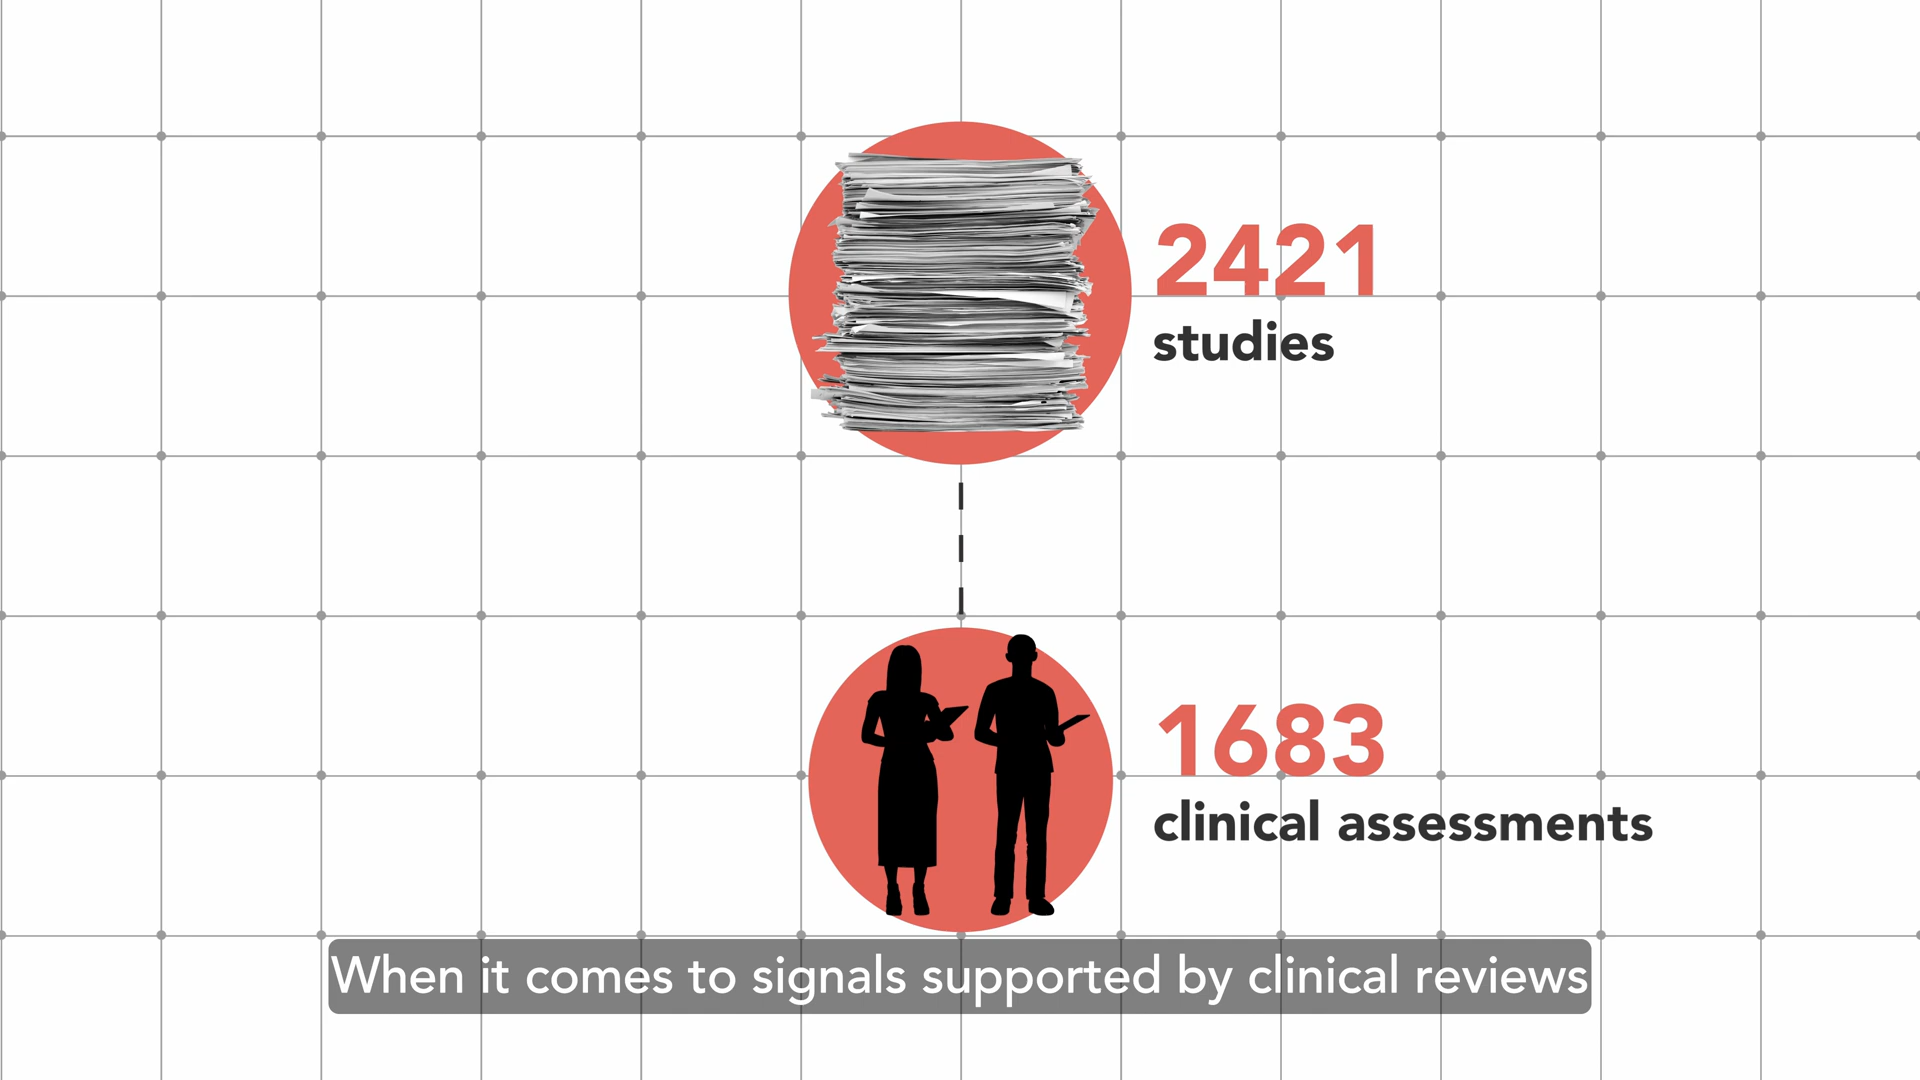 2421
studies
1683
clinical assessments
When it comes to signals supported by clinical reviews